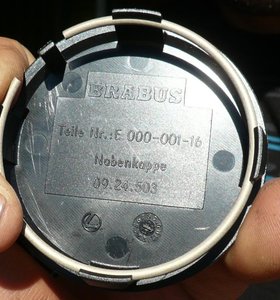 BRABUS
Teile Nr.:E 000-001-16
Nabenkappe
09.24.503